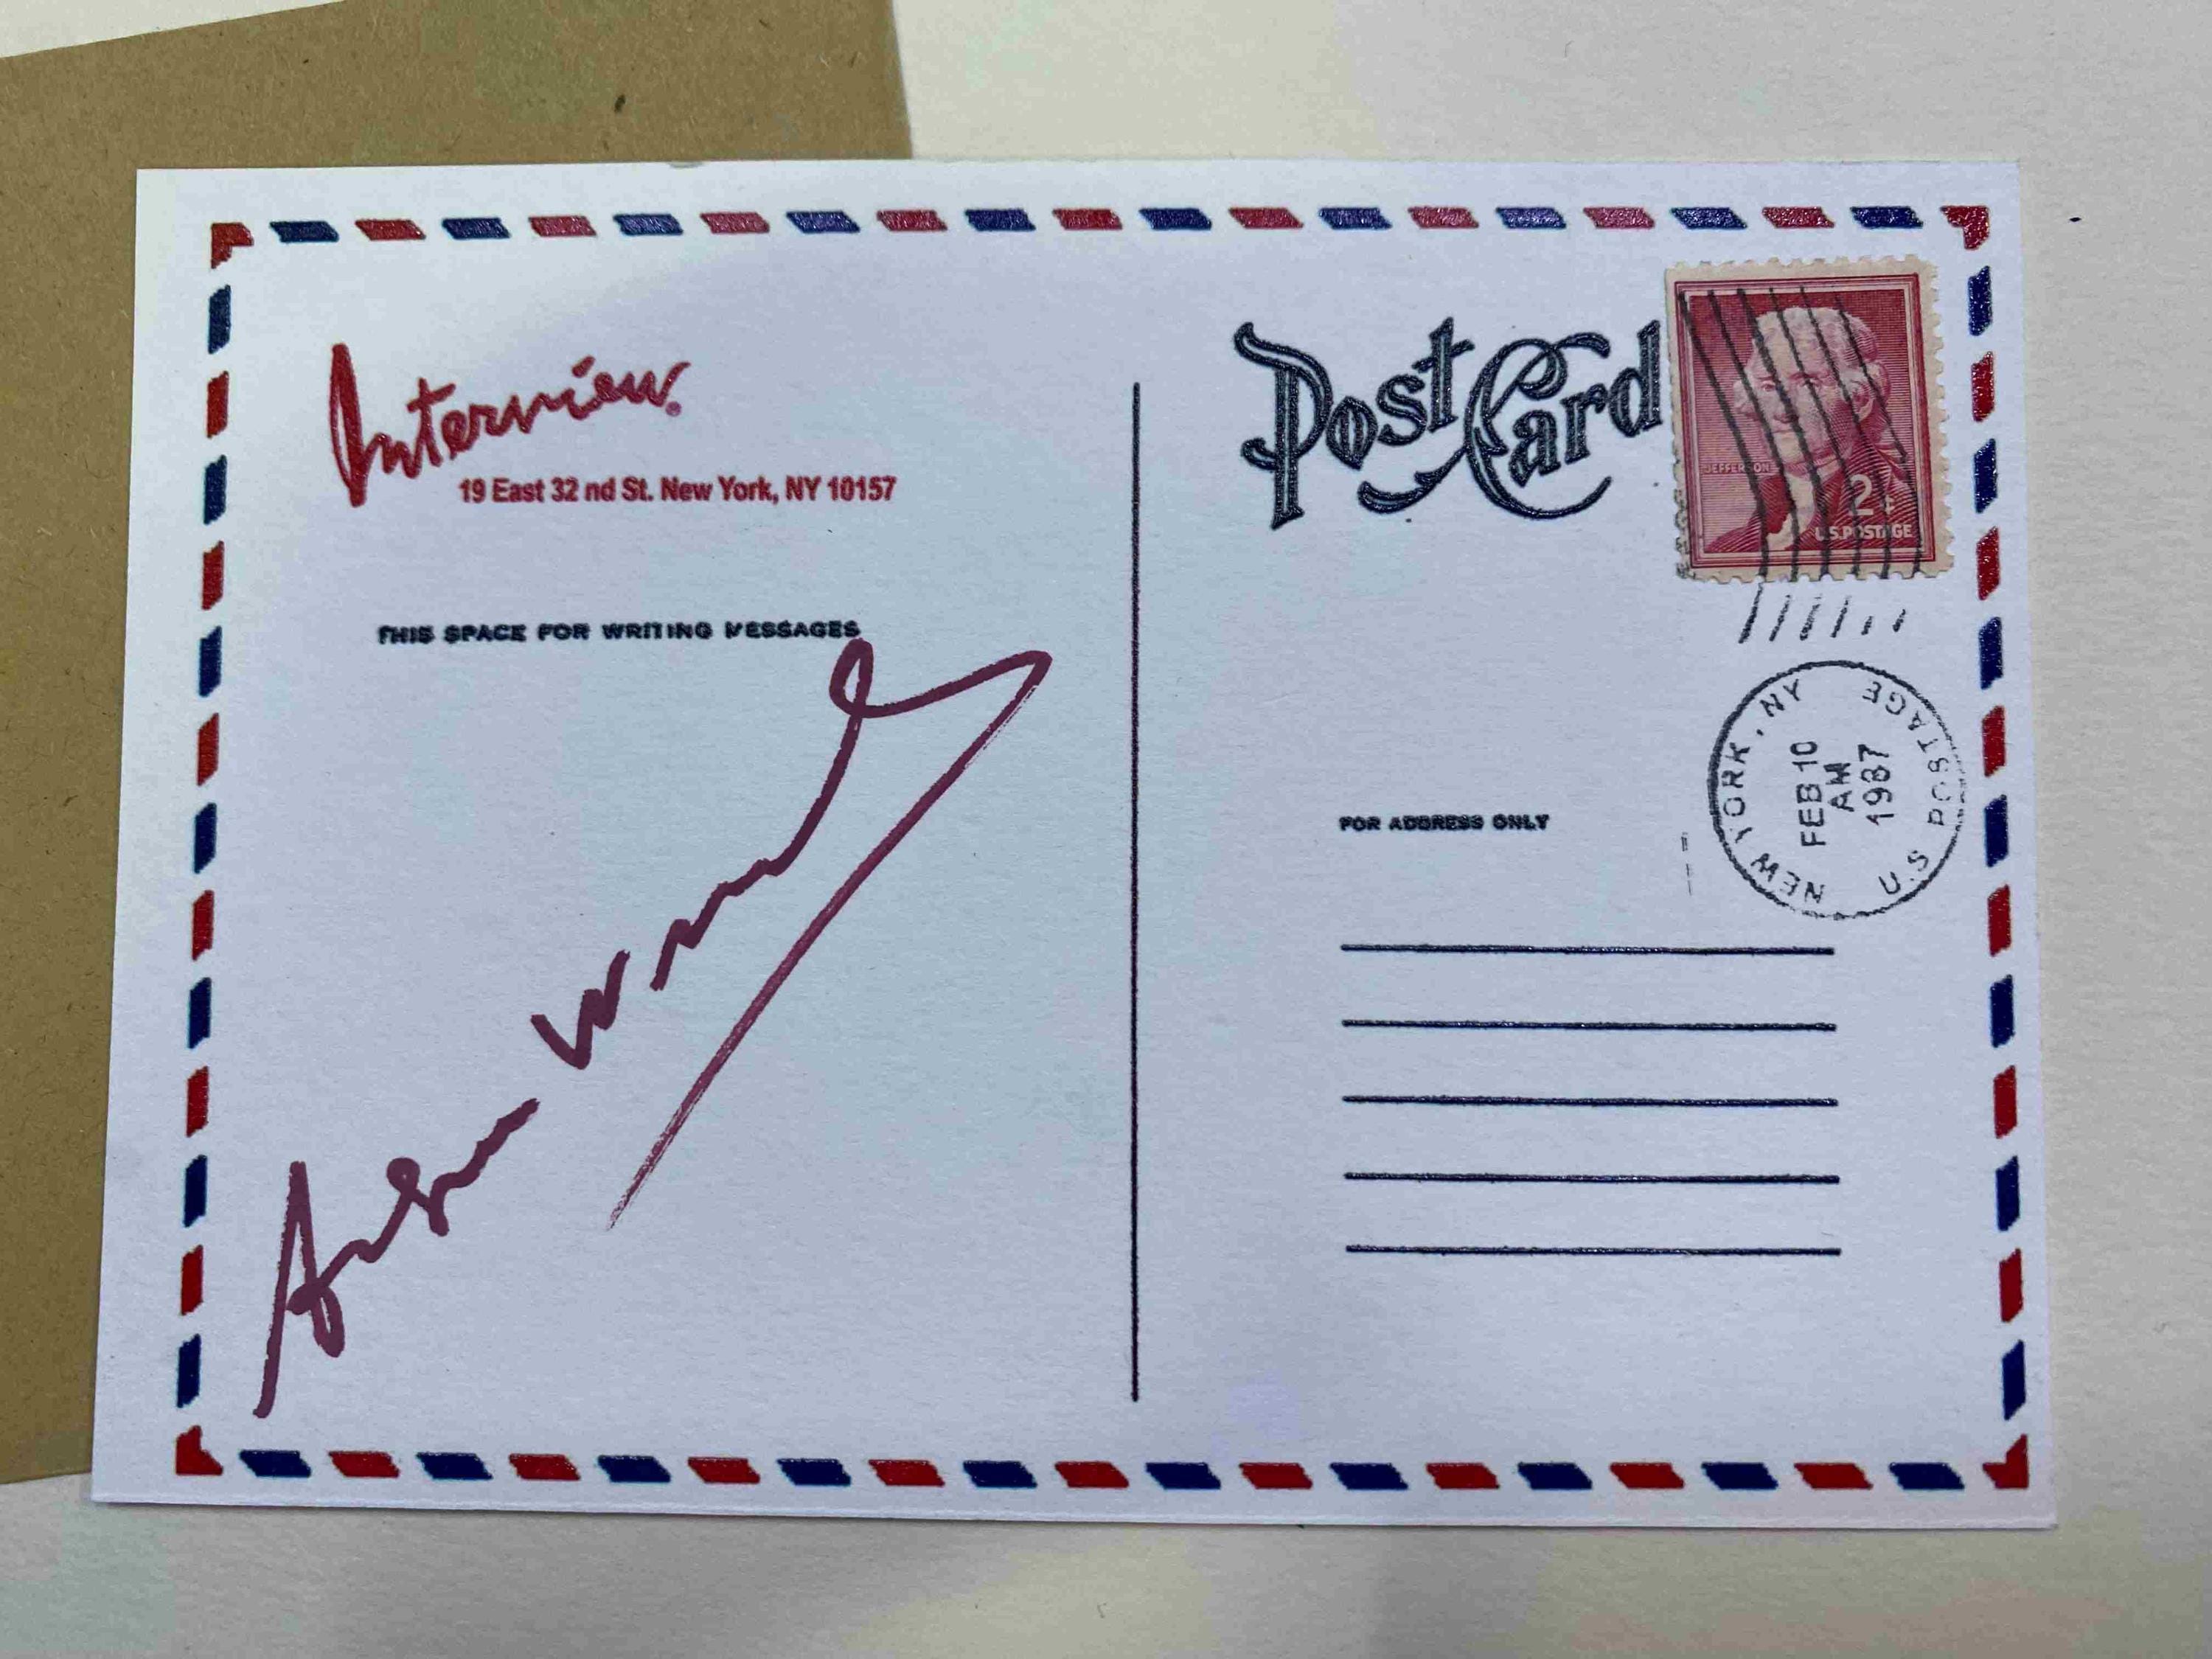 Interview
19 East 32 nd St. New York, NY 10157
THIS SPACE FOR WRITING MESSAGES
Post Card
JEFFERSON
2¢
U.S. POSTAGE
NEW YORK, NY
FEB 10
AM
1987
U.S. POSTAGE
FOR ADDRESS ONLY